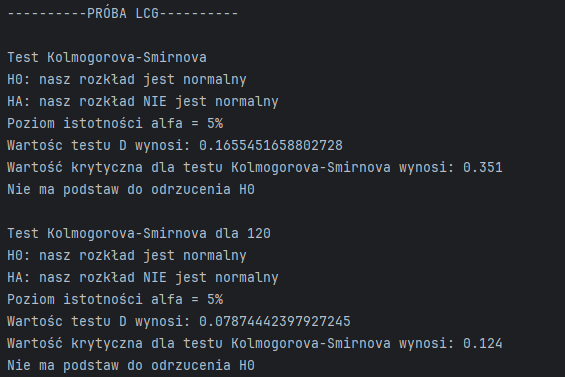 ----------PRÓBA LCG----------
Test Kolmogorova-Smirnova
H0: nasz rozkład jest normalny
HA: nasz rozkład NIE jest normalny
Poziom istotności alfa = 5%
Wartośc testu D wynosi: 0.1655451658802728
Wartość krytyczna dla testu Kolmogorova-Smirnova wynosi: 0.351
Nie ma podstaw do odrzucenia H0
Test Kolmogorova-Smirnova dla 120
H0: nasz rozkład jest normalny
HA: nasz rozkład NIE jest normalny
Poziom istotności alfa = 5%
Wartośc testu D wynosi: 0.07874442397927245
Wartość krytyczna dla testu Kolmogorova-Smirnova wynosi: 0.124
Nie ma podstaw do odrzucenia H0